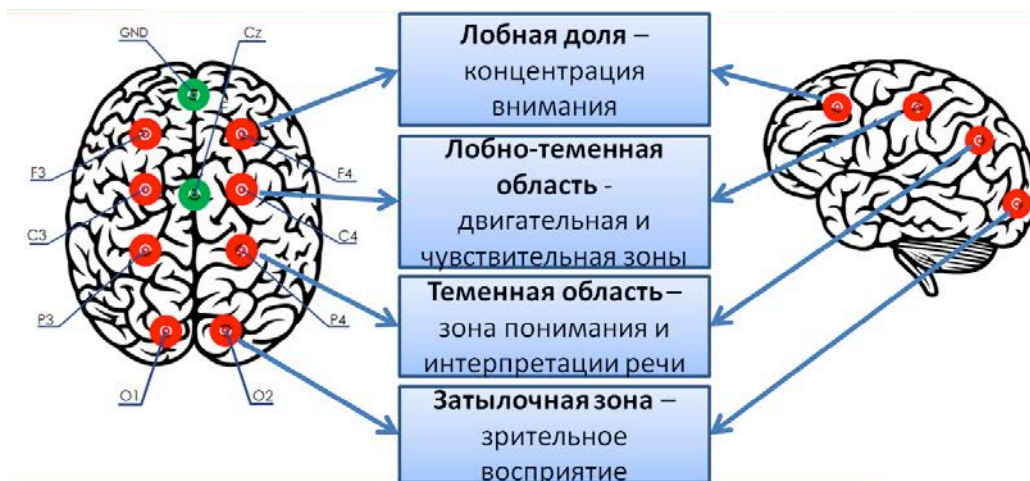 GND
Cz
F3
F4
C3
C4
P3
P4
O1
O2
Лобная доля –
концентрация
внимания
Лобно-теменная
область -
двигательная и
чувствительная зоны
Теменная область –
зона понимания и
интерпретации речи
Затылочная зона –
зрительное
восприятие